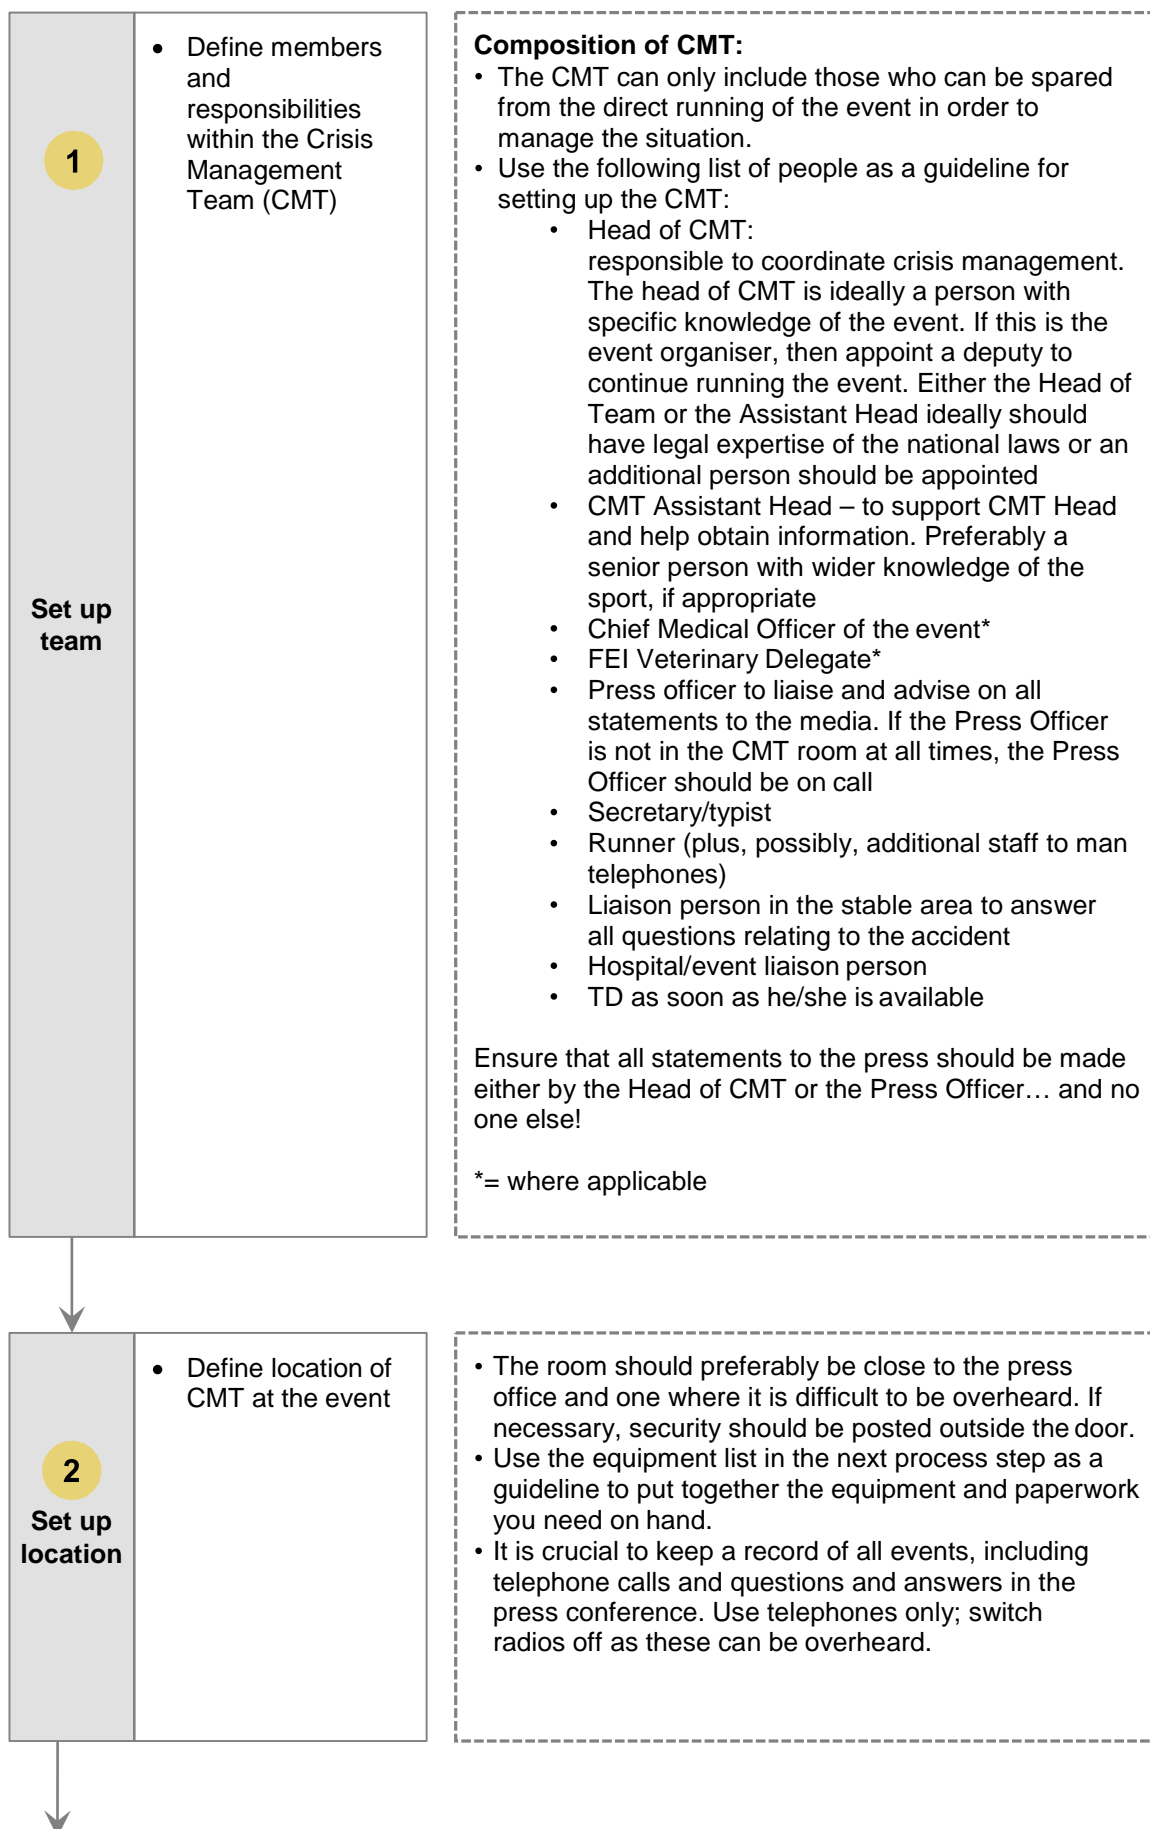 1
Set up
team
• Define members
and
responsibilities
within the Crisis
Management
Team (CMT)
Composition of CMT:
• The CMT can only include those who can be spared
from the direct running of the event in order to
manage the situation.
• Use the following list of people as a guideline for
setting up the CMT:
• Head of CMT:
responsible to coordinate crisis management.
The head of CMT is ideally a person with
specific knowledge of the event. If this is the
event organiser, then appoint a deputy to
continue running the event. Either the Head of
Team or the Assistant Head ideally should
have legal expertise of the national laws or an
additional person should be appointed
• CMT Assistant Head – to support CMT Head
and help obtain information. Preferably a
senior person with wider knowledge of the
sport, if appropriate
• Chief Medical Officer of the event*
• FEI Veterinary Delegate*
• Press officer to liaise and advise on all
statements to the media. If the Press Officer
is not in the CMT room at all times, the Press
Officer should be on call
• Secretary/typist
• Runner (plus, possibly, additional staff to man
telephones)
• Liaison person in the stable area to answer
all questions relating to the accident
• Hospital/event liaison person
• TD as soon as he/she is available
Ensure that all statements to the press should be made
either by the Head of CMT or the Press Officer… and no
one else!
*= where applicable
2
Set up
location
• Define location of
CMT at the event
• The room should preferably be close to the press
office and one where it is difficult to be overheard. If
necessary, security should be posted outside the door.
• Use the equipment list in the next process step as a
guideline to put together the equipment and paperwork
you need on hand.
• It is crucial to keep a record of all events, including
telephone calls and questions and answers in the
press conference. Use telephones only; switch
radios off as these can be overheard.